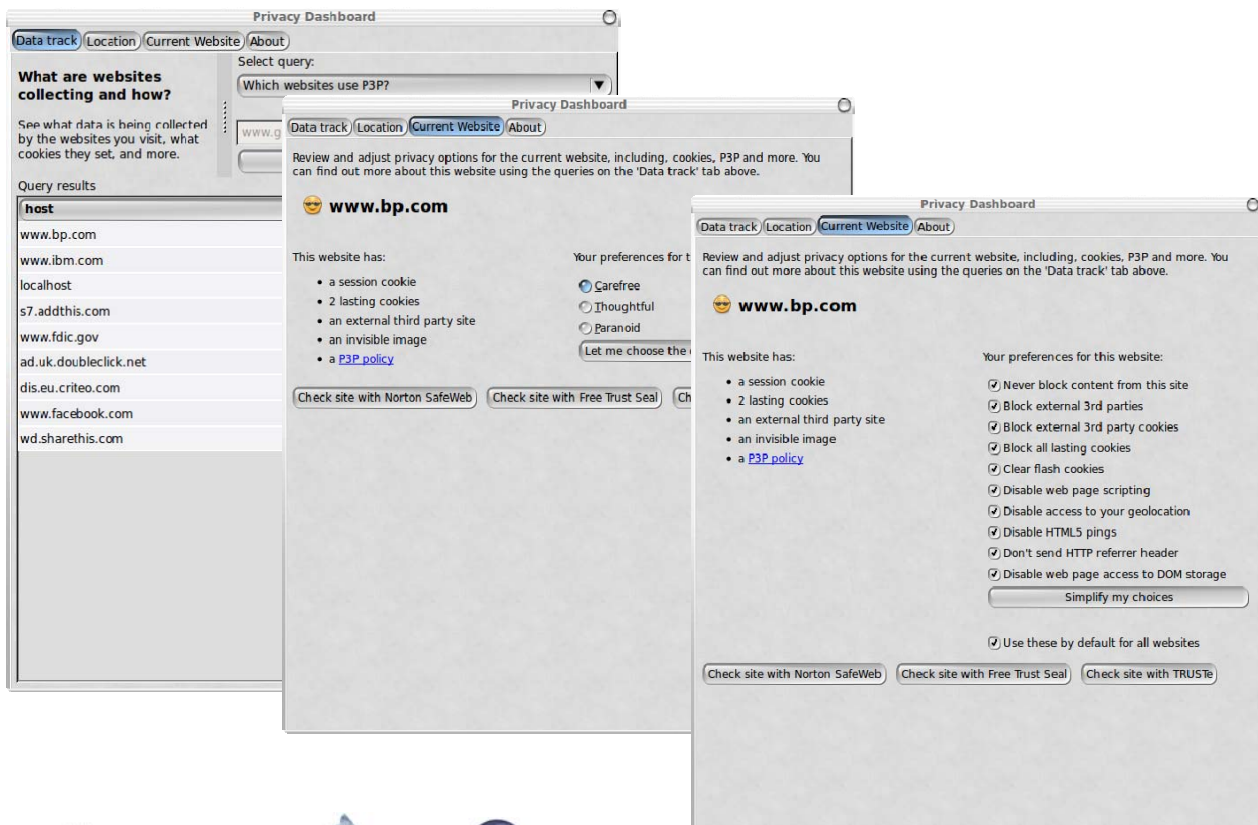 Privacy Dashboard
Data track Location Current Website About
What are websites
collecting and how?
See what data is being collected
by the websites you visit, what
cookies they set, and more.
Select query:
Which websites use P3P?
www.g
Query results
host
www.bp.com
www.ibm.com
localhost
s7.addthis.com
www.fdic.gov
ad.uk.doubleclick.net
dis.eu.criteo.com
www.facebook.com
wd.sharethis.com
Privacy Dashboard
Data track Location Current Website About
Review and adjust privacy options for the current website, including, cookies, P3P and more. You
can find out more about this website using the queries on the 'Data track' tab above.
www.bp.com
This website has:
• a session cookie
• 2 lasting cookies
• an external third party site
• an invisible image
• a P3P policy
Your preferences for t
Carefree
Thoughtful
Paranoid
Let me choose the
Check site with Norton SafeWeb Check site with Free Trust Seal Ch
Privacy Dashboard
Data track Location Current Website About
Review and adjust privacy options for the current website, including, cookies, P3P and more. You
can find out more about this website using the queries on the 'Data track' tab above.
www.bp.com
This website has:
• a session cookie
• 2 lasting cookies
• an external third party site
• an invisible image
• a P3P policy
Your preferences for this website:
Never block content from this site
Block external 3rd parties
Block external 3rd party cookies
Block all lasting cookies
Clear flash cookies
Disable web page scripting
Disable access to your geolocation
Disable HTML5 pings
Don't send HTTP referrer header
Disable web page access to DOM storage
Simplify my choices
Use these by default for all websites
Check site with Norton SafeWeb Check site with Free Trust Seal Check site with TRUSTe